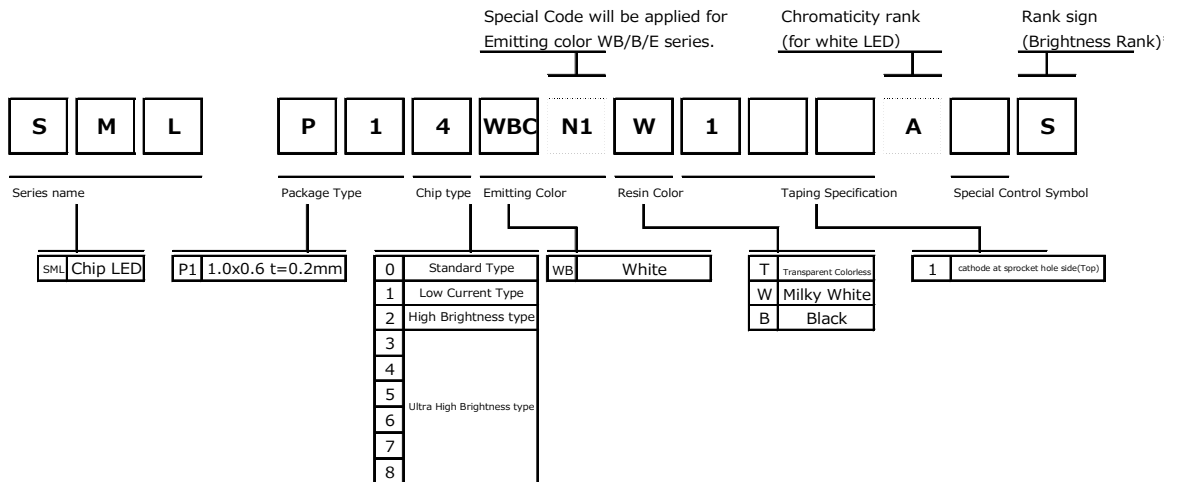 Special Code will be applied for
Emitting color WB/B/E series.
Chromaticity rank
(for white LED)
Rank sign
(Brightness Rank)
S M L P 1 4 WBC N1 W 1 A S
Series name
Package Type
Chip type
Emitting Color
Resin Color
Taping Specification
Special Control Symbol
SML Chip LED
P1 1.0x0.6 t=0.2mm
0 Standard Type
1 Low Current Type
2 High Brightness type
3
4
5
6
7
8
Ultra High Brightness type
WB White
T Transparent Colorless
W Milky White
B Black
1 cathode at sprocket hole side(Top)